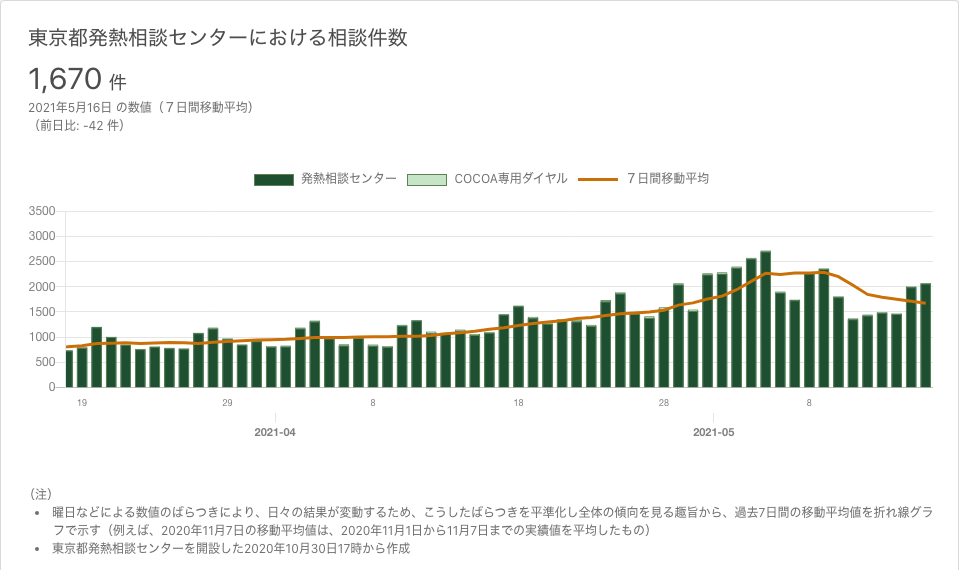 東京都発熱相談センターにおける相談件数
1,670 件
2021年5月16日 の数値（７日間移動平均）
（前日比: -42 件）
発熱相談センター COCOA専用ダイヤル ７日間移動平均
3500
3000
2500
2000
1500
1000
500
0
19 29 8 18 28 8
2021-04 2021-05
（注）
• 曜日などによる数値のばらつきにより、日々の結果が変動するため、こうしたばらつきを平準化し全体の傾向を見る趣旨から、過去7日間の移動平均値を折れ線グラ
フで示す（例えば、2020年11月7日の移動平均値は、2020年11月1日から11月7日までの実績値を平均したもの）
• 東京都発熱相談センターを開設した2020年10月30日17時から作成